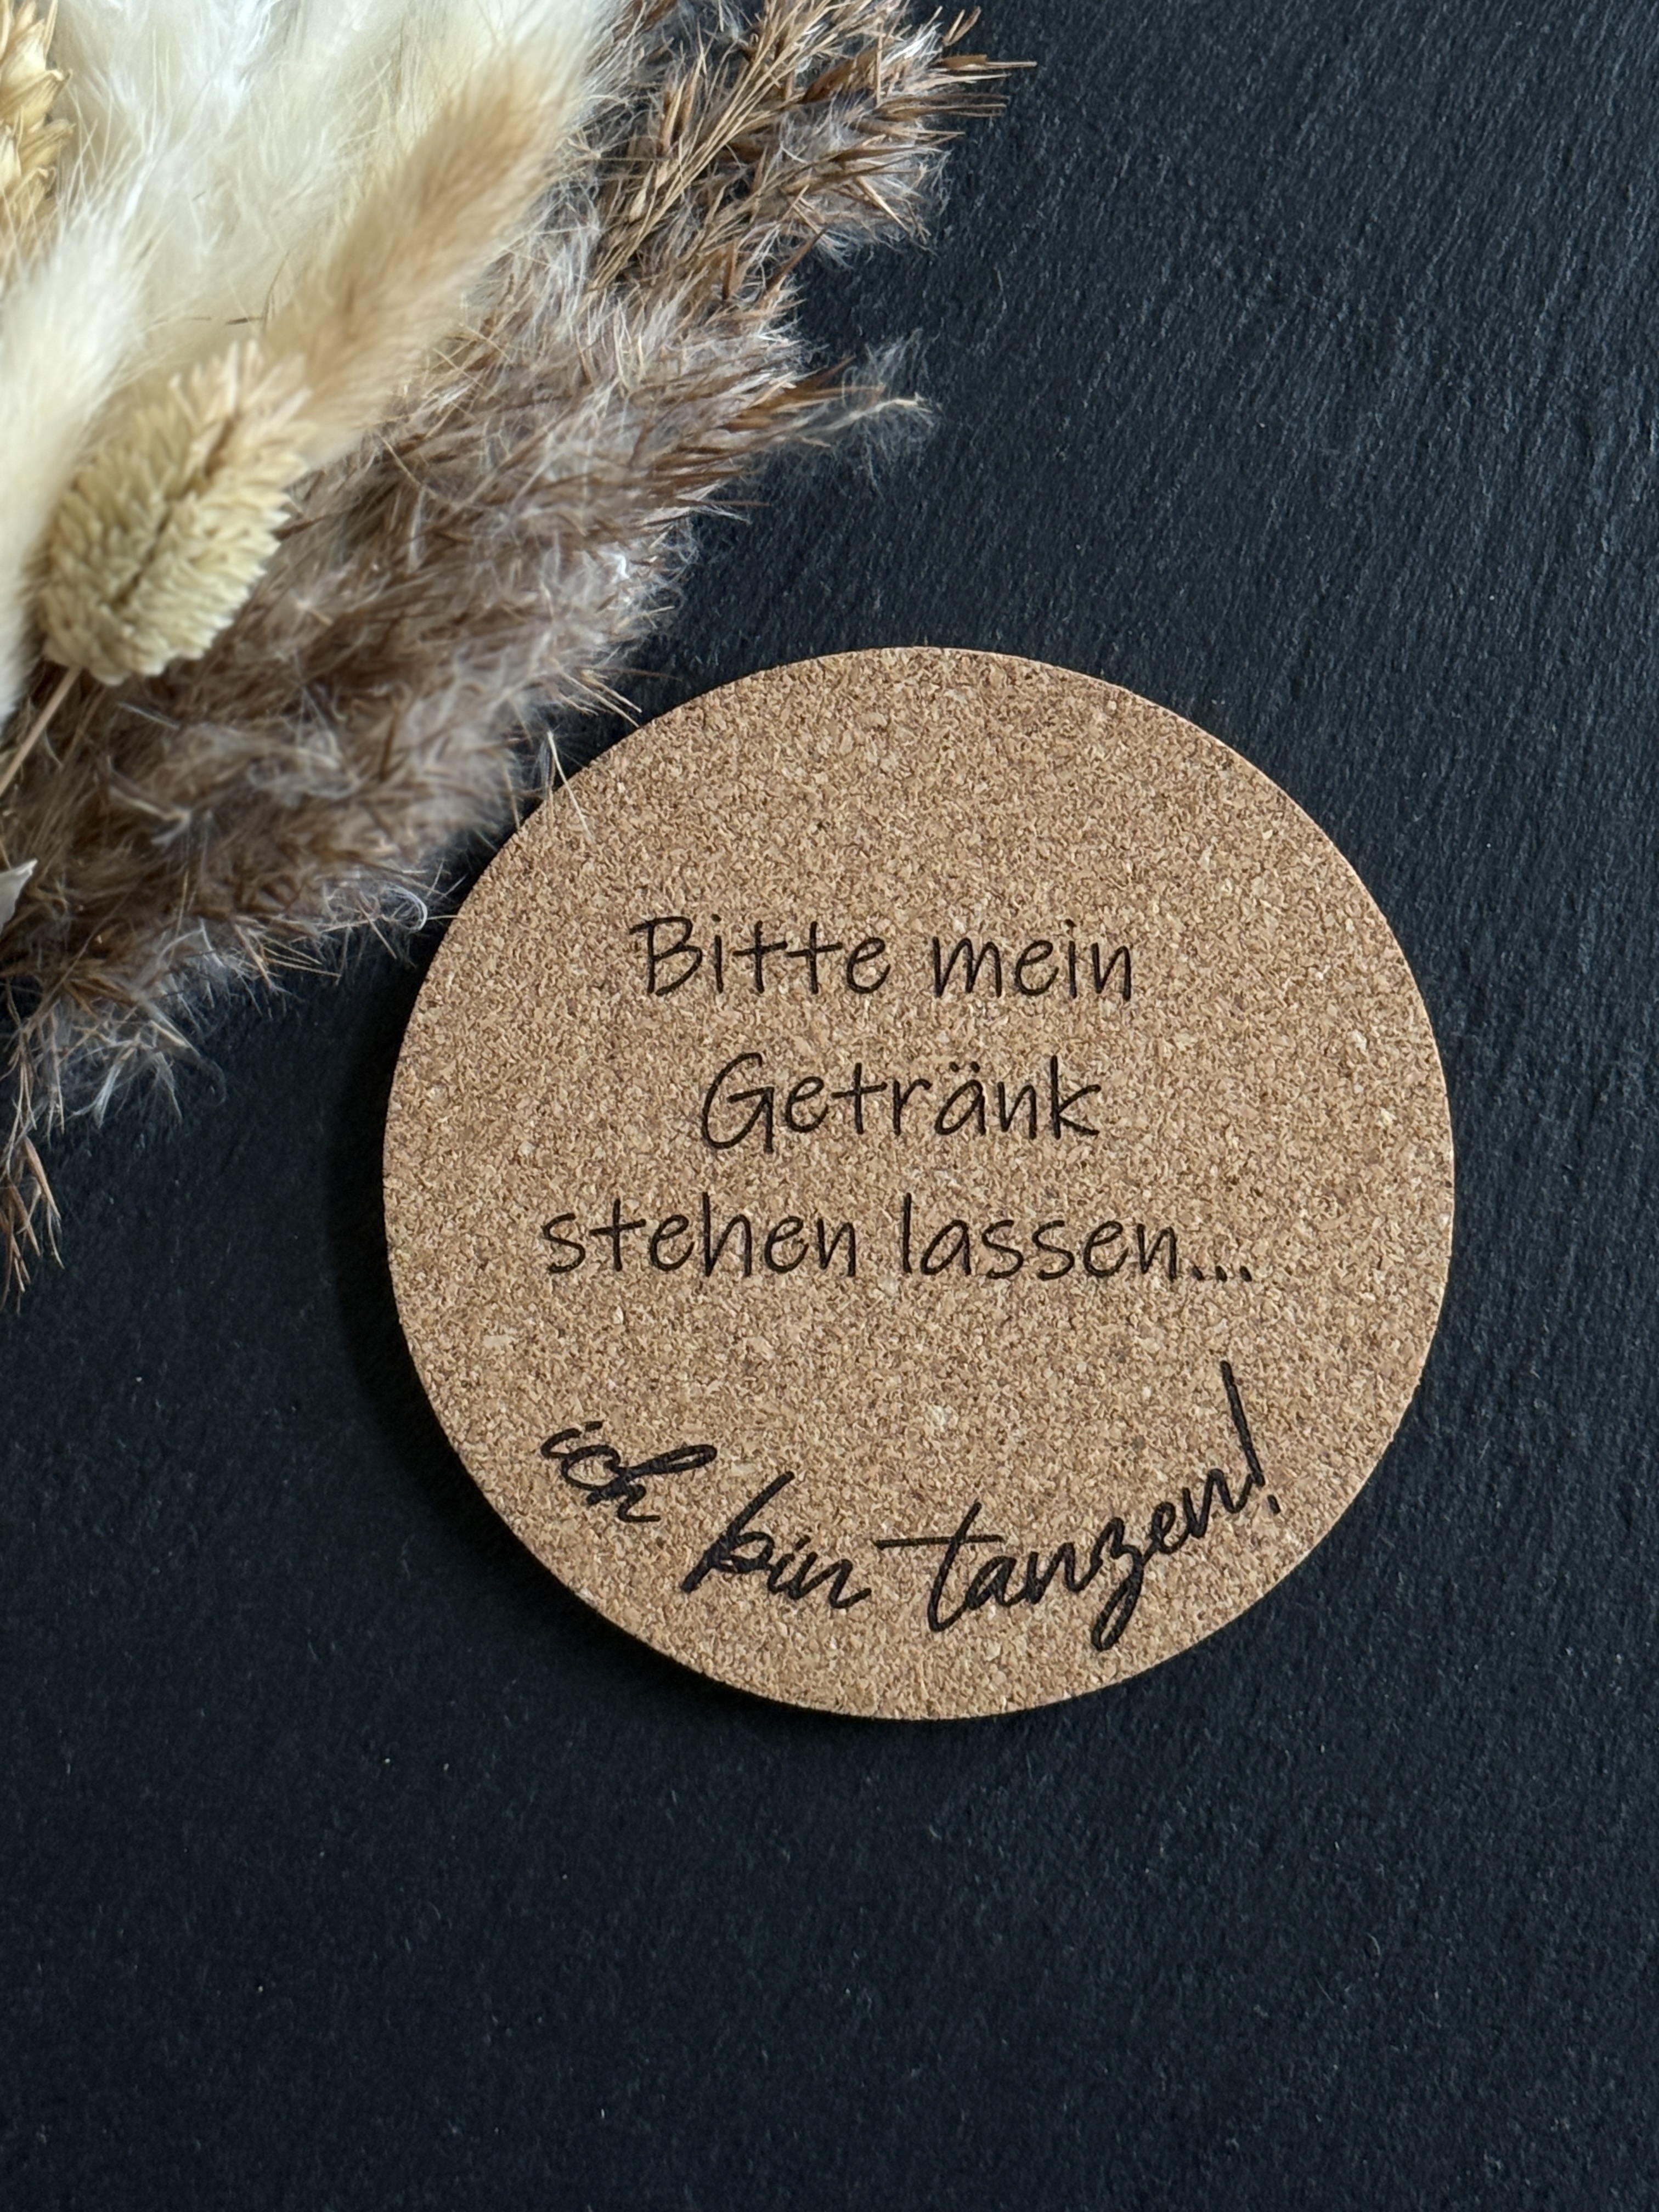 Bitte mein
Getränk
stehen lassen...
ich bin tanzen!